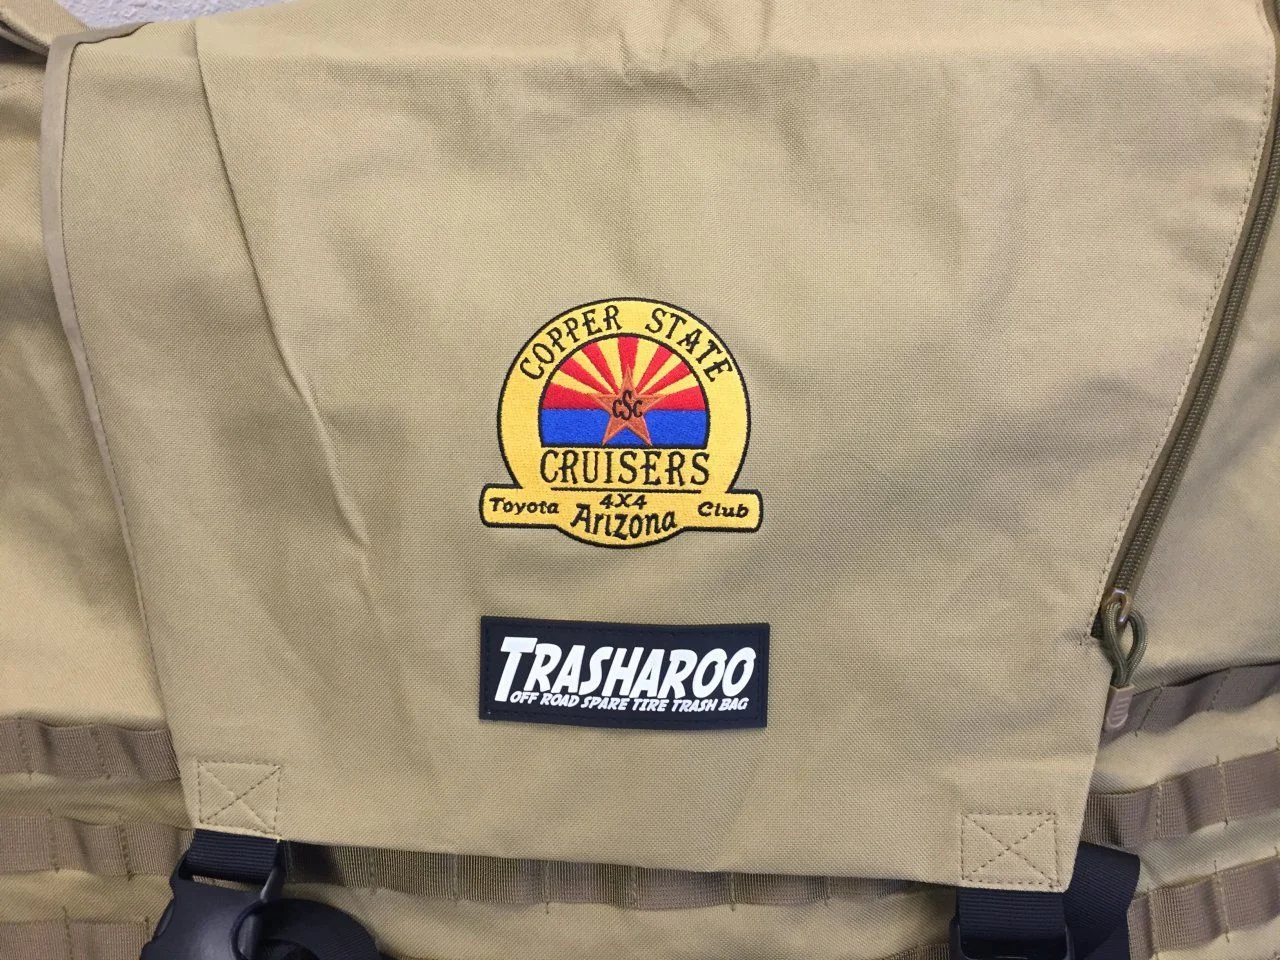 COPPER STATE
CSC
CRUISERS
Toyota 4X4 Club
Arizona
TRASHAROO
OFF ROAD SPARE TIRE TRASH BAG